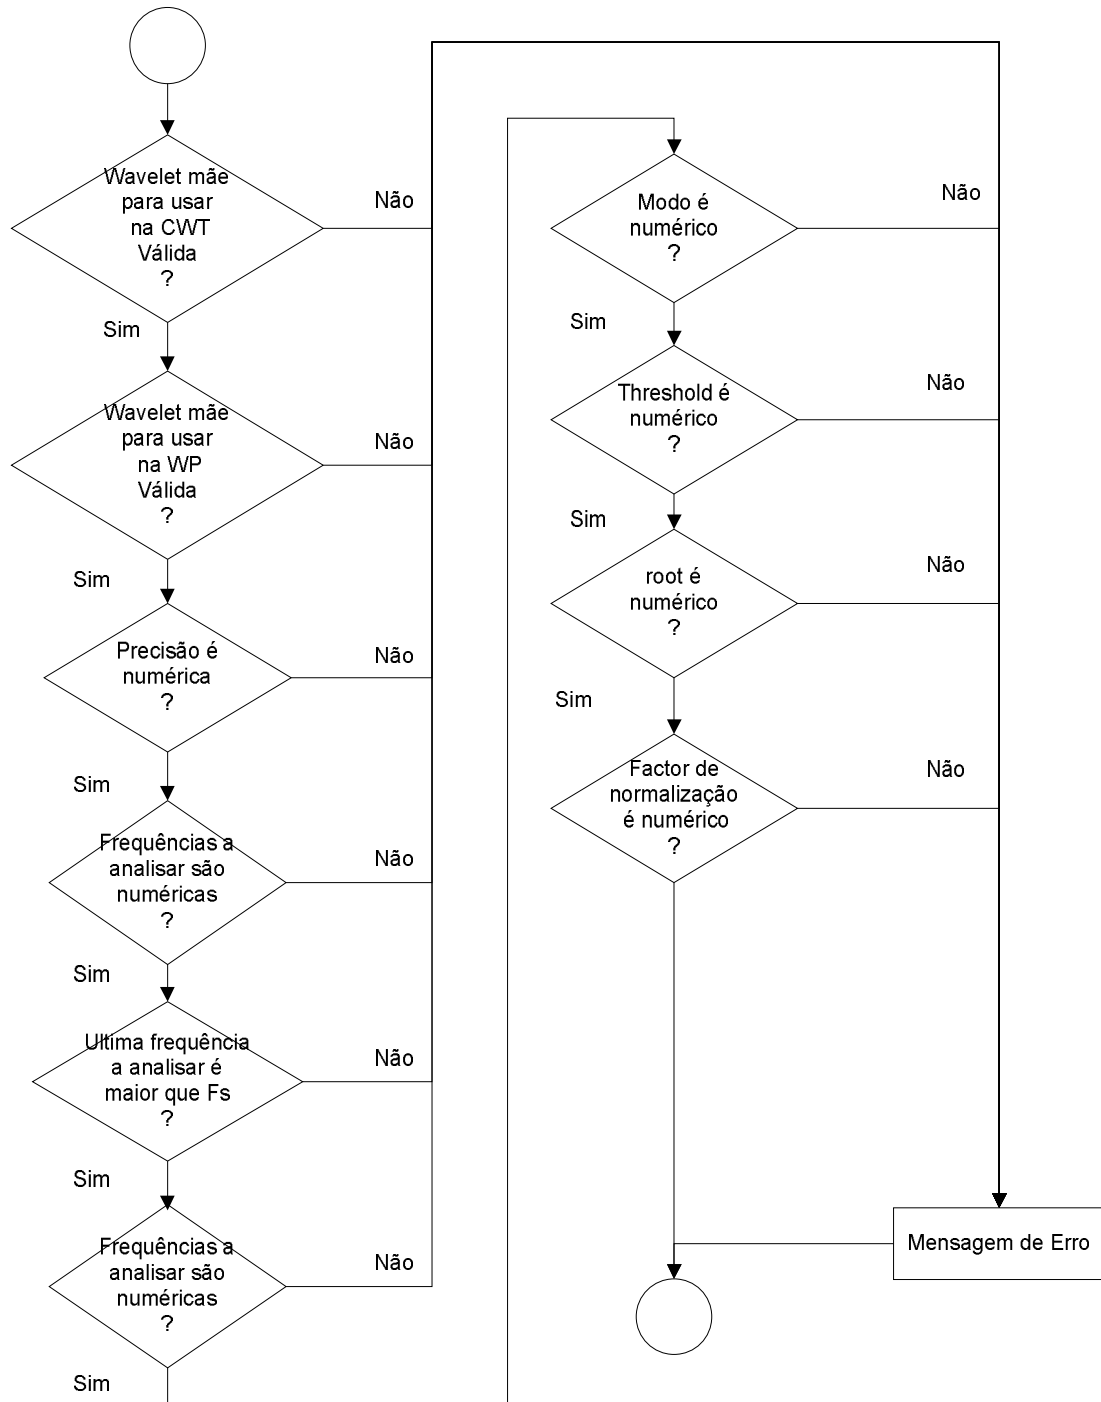 Wavelet mãe
para usar
na CWT
Válida
?
Não
Sim
Wavelet mãe
para usar
na WP
Válida
?
Não
Sim
Precisão é
numérica
?
Não
Sim
Frequências a
analisar são
numéricas
?
Não
Sim
Ultima frequência
a analisar é
maior que Fs
?
Não
Sim
Frequências a
analisar são
numéricas
?
Não
Sim
Modo é
numérico
?
Não
Sim
Threshold é
numérico
?
Não
Sim
root é
numérico
?
Não
Sim
Factor de
normalização
é numérico
?
Não
Mensagem de Erro